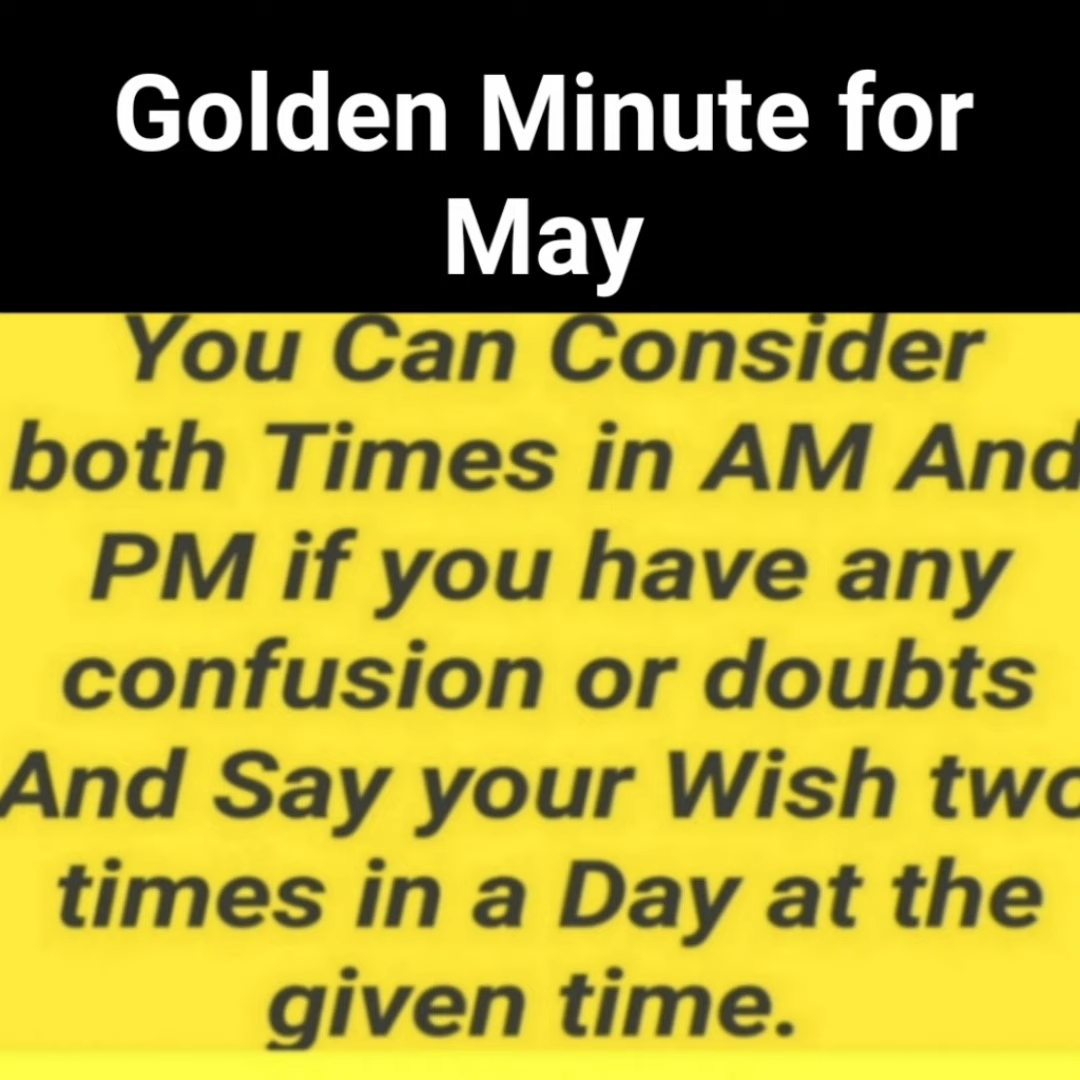 Golden Minute for
May
You Can Consider
both Times in AM And
PM if you have any
confusion or doubts
And Say your Wish two
times in a Day at the
given time.